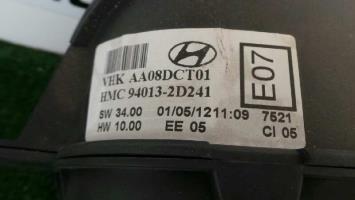 VHK AA08DCT01
HMC 94013-2D241
SW 34.00 01/05/1211:09 7521
HW 10.00 EE 05 CI 05
E07